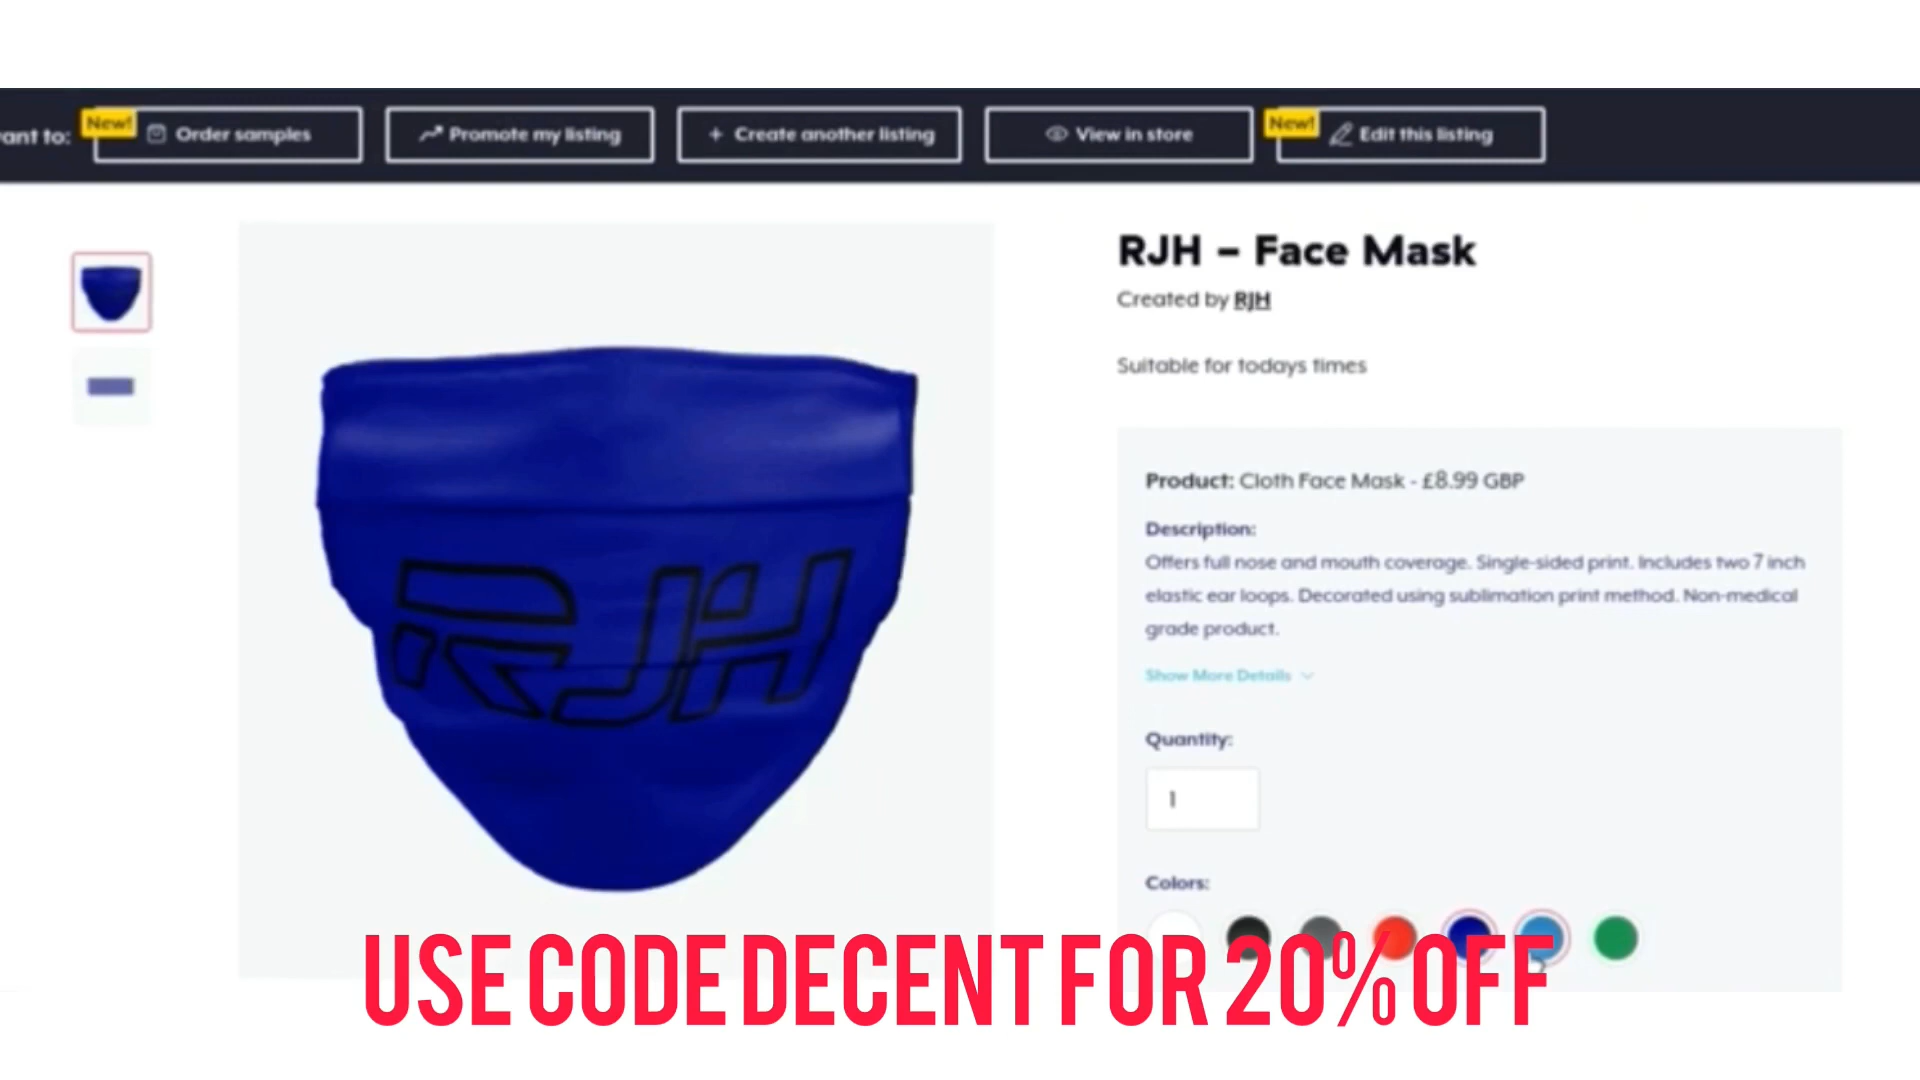 ant to:
New!
Order samples
Promote my listing
+ Create another listing
View in store
New!
Edit this listing
RJH – Face Mask
Created by RJH
Suitable for todays times
RJH
Product: Cloth Face Mask - £8.99 GBP
Description:
Offers full nose and mouth coverage. Single-sided print. Includes two 7 inch
elastic ear loops. Decorated using sublimation print method. Non-medical
grade product.
Show More Details
Quantity:
1
Colors:
USE CODE DECENT FOR 20% OFF